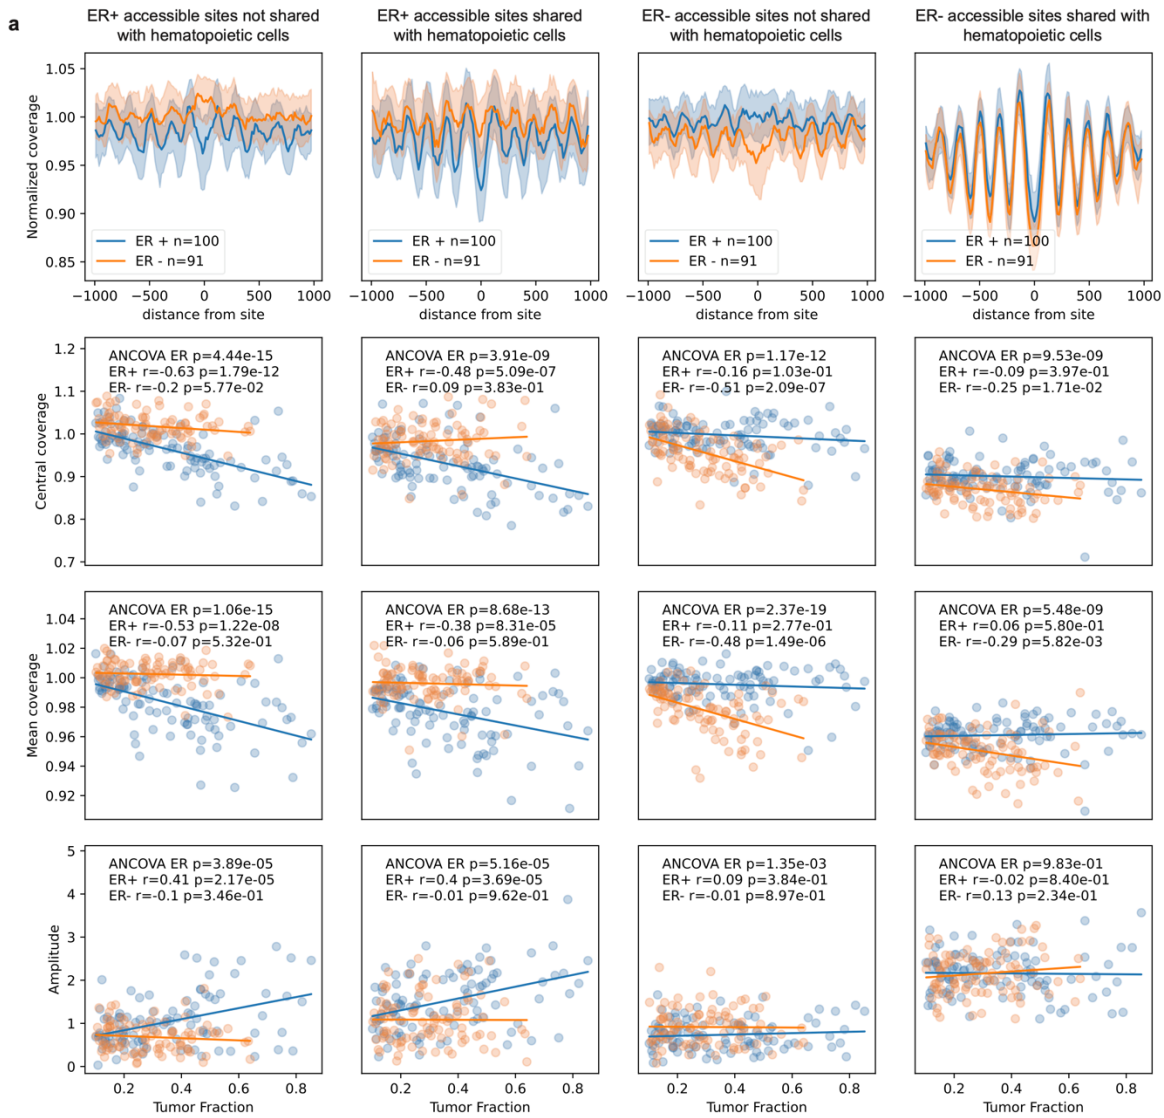 a
ER+ accessible sites not shared
with hematopoietic cells
ER+ accessible sites shared
with hematopoietic cells
ER- accessible sites not shared
with hematopoietic cells
ER- accessible sites shared with
hematopoietic cells
Normalized coverage
1.05
1.00
0.95
0.90
0.85
ER + n=100
ER - n=91
ER + n=100
ER - n=91
ER + n=100
ER - n=91
ER + n=100
ER - n=91
−1000 −500 0 500 1000
−1000 −500 0 500 1000
−1000 −500 0 500 1000
−1000 −500 0 500 1000
distance from site
distance from site
distance from site
distance from site
Central coverage
1.2
1.1
1.0
0.9
0.8
0.7
ANCOVA ER p=4.44e-15
ER+ r=-0.63 p=1.79e-12
ER- r=-0.2 p=5.77e-02
ANCOVA ER p=3.91e-09
ER+ r=-0.48 p=5.09e-07
ER- r=0.09 p=3.83e-01
ANCOVA ER p=1.17e-12
ER+ r=-0.16 p=1.03e-01
ER- r=-0.51 p=2.09e-07
ANCOVA ER p=9.53e-09
ER+ r=-0.09 p=3.97e-01
ER- r=-0.25 p=1.71e-02
Mean coverage
1.04
1.02
1.00
0.98
0.96
0.94
0.92
ANCOVA ER p=1.06e-15
ER+ r=-0.53 p=1.22e-08
ER- r=-0.07 p=5.32e-01
ANCOVA ER p=8.68e-13
ER+ r=-0.38 p=8.31e-05
ER- r=-0.06 p=5.89e-01
ANCOVA ER p=2.37e-19
ER+ r=-0.11 p=2.77e-01
ER- r=-0.48 p=1.49e-06
ANCOVA ER p=5.48e-09
ER+ r=0.06 p=5.80e-01
ER- r=-0.29 p=5.82e-03
Amplitude
5
4
3
2
1
0
ANCOVA ER p=3.89e-05
ER+ r=0.41 p=2.17e-05
ER- r=-0.1 p=3.46e-01
ANCOVA ER p=5.16e-05
ER+ r=0.4 p=3.69e-05
ER- r=-0.01 p=9.62e-01
ANCOVA ER p=1.35e-03
ER+ r=0.09 p=3.84e-01
ER- r=-0.01 p=8.97e-01
ANCOVA ER p=9.83e-01
ER+ r=-0.02 p=8.40e-01
ER- r=0.13 p=2.34e-01
0.2 0.4 0.6 0.8
0.2 0.4 0.6 0.8
0.2 0.4 0.6 0.8
0.2 0.4 0.6 0.8
Tumor Fraction
Tumor Fraction
Tumor Fraction
Tumor Fraction